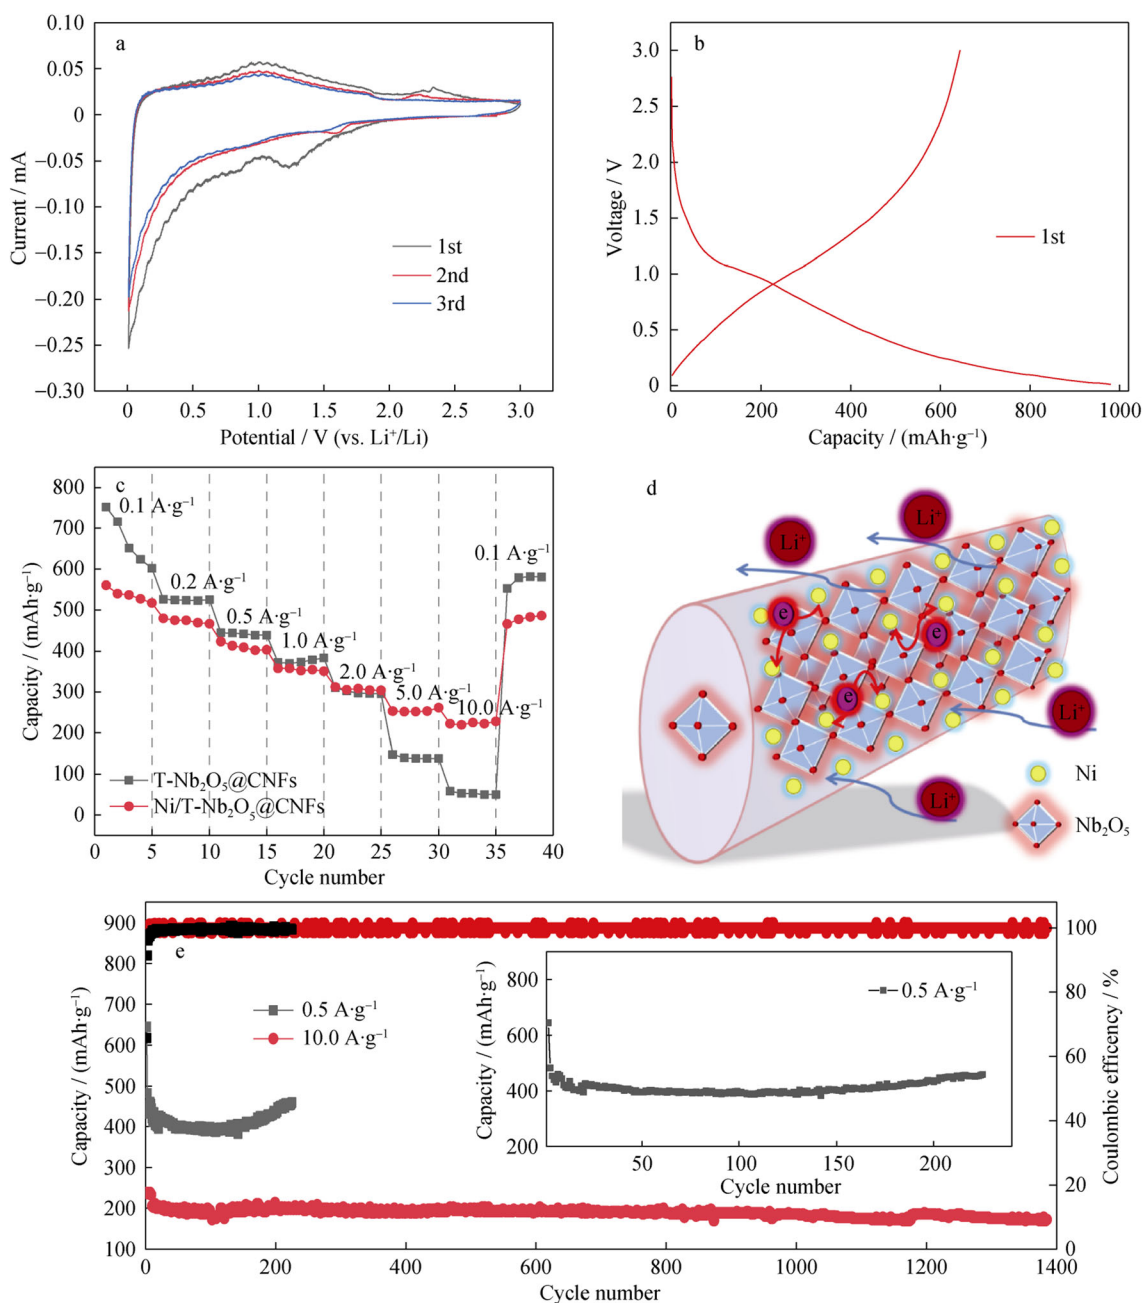 a
0.10
0.05
0
−0.05
−0.10
−0.15
−0.20
−0.25
−0.30
Current / mA
1st
2nd
3rd
0 0.5 1.0 1.5 2.0 2.5 3.0
Potential / V (vs. Li⁺/Li)
b
3.0
2.5
2.0
1.5
1.0
0.5
0
Voltage / V
1st
0 200 400 600 800 1000
Capacity / (mAh·g⁻¹)
c
800
700
600
500
400
300
200
100
0
Capacity / (mAh·g⁻¹)
0.1 A·g⁻¹
0.2 A·g⁻¹
0.5 A·g⁻¹
1.0 A·g⁻¹
2.0 A·g⁻¹
5.0 A·g⁻¹
10.0 A·g⁻¹
0.1 A·g⁻¹
T-Nb₂O₅@CNFs
Ni/T-Nb₂O₅@CNFs
0 5 10 15 20 25 30 35 40
Cycle number
d
Li⁺
Li⁺
e
e
e
Li⁺
Li⁺
Ni
Nb₂O₅
e
900
800
700
600
500
400
300
200
100
Capacity / (mAh·g⁻¹)
0.5 A·g⁻¹
10.0 A·g⁻¹
800
600
400
200
Capacity / (mAh·g⁻¹)
0.5 A·g⁻¹
50 100 150 200
Cycle number
100
80
60
40
20
0
Coulombic efficency / %
0 200 400 600 800 1000 1200 1400
Cycle number